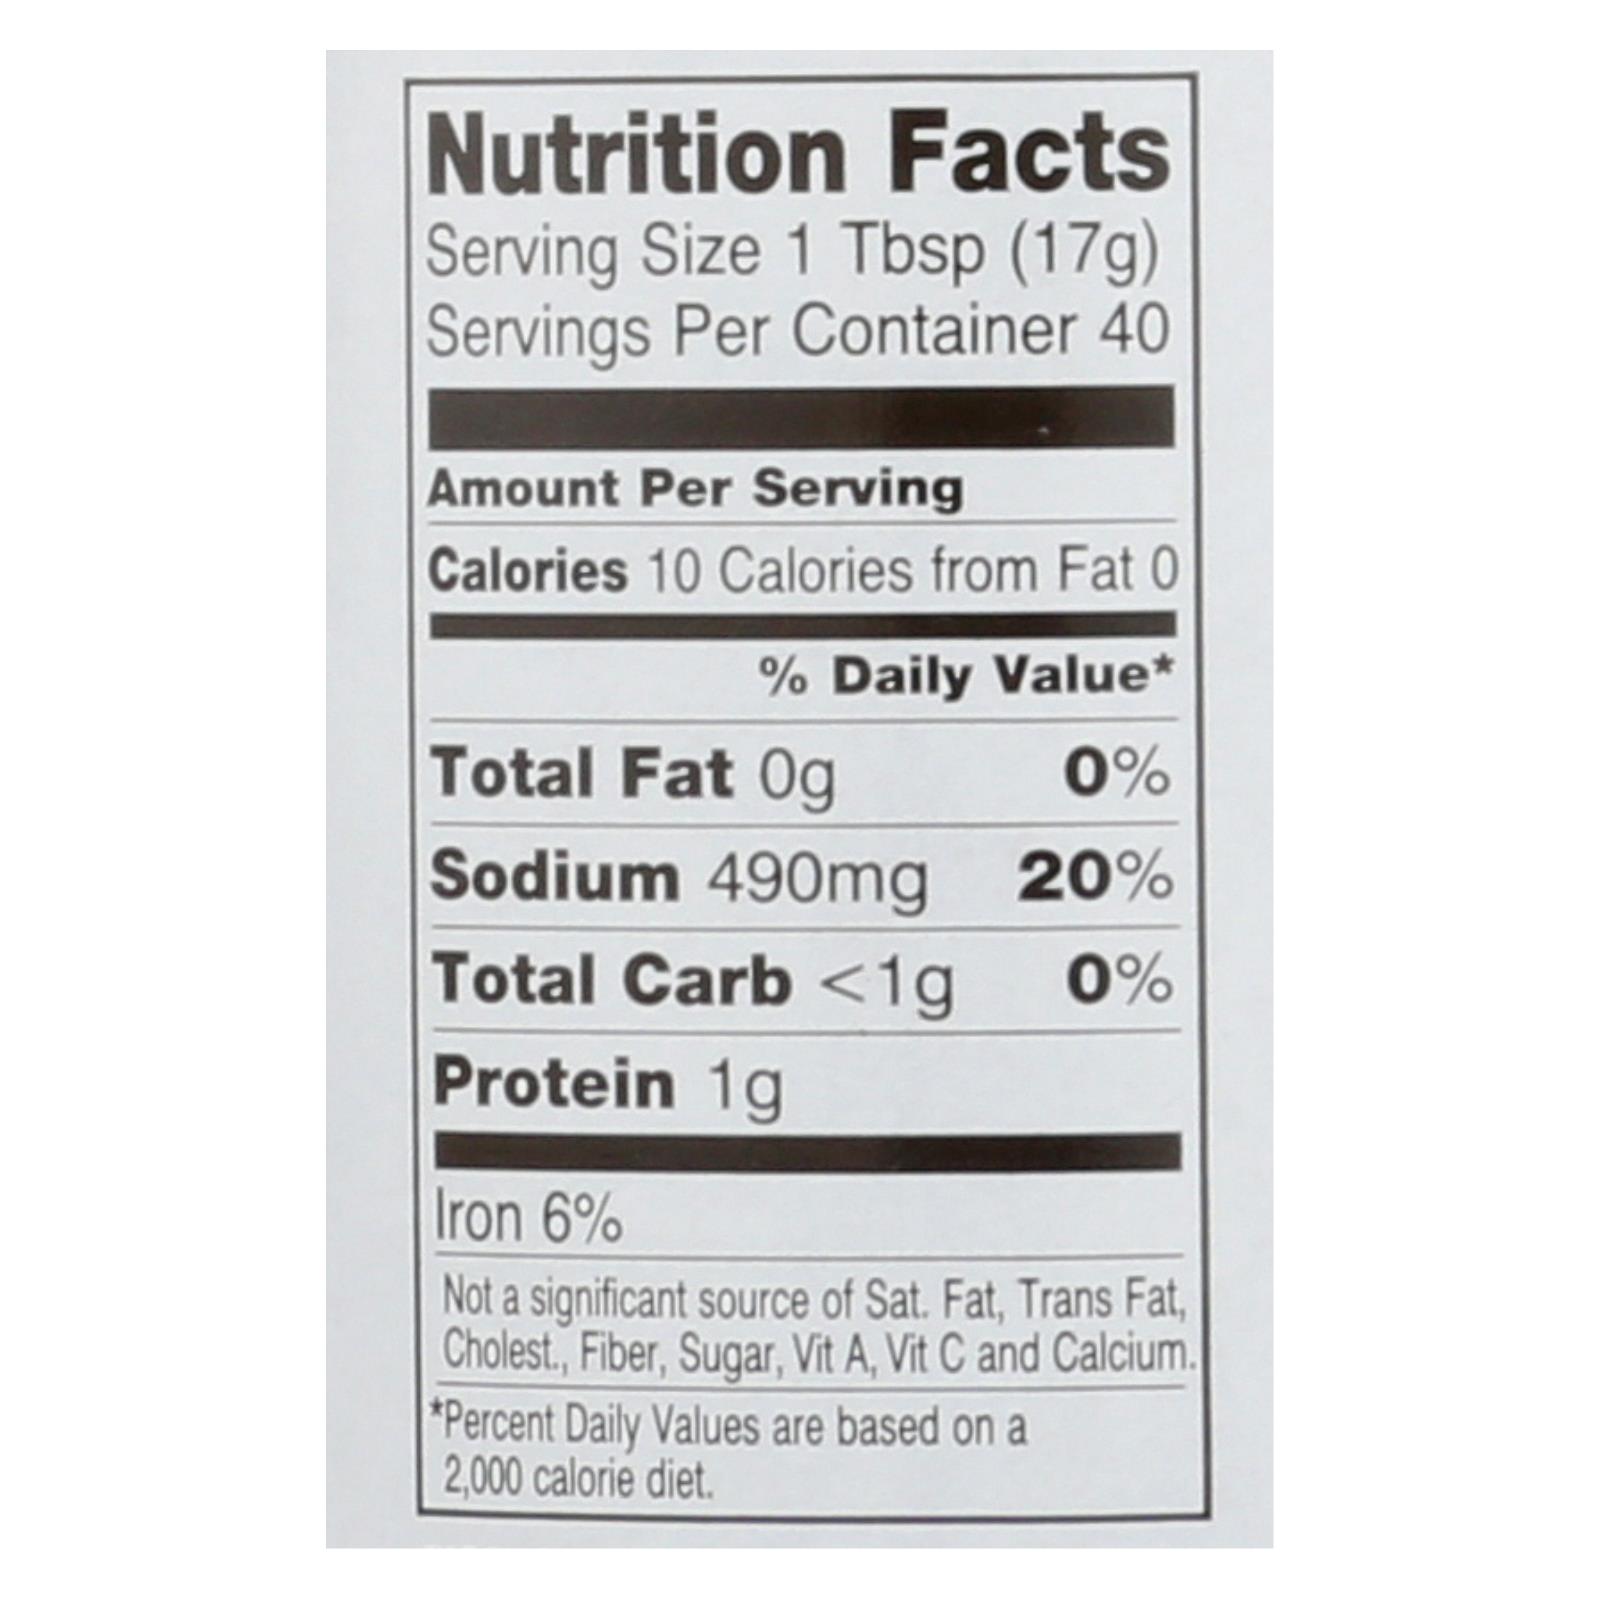 Nutrition Facts
Serving Size 1 Tbsp (17g)
Servings Per Container 40
Amount Per Serving
Calories 10 Calories from Fat 0
% Daily Value*
Total Fat 0g 0%
Sodium 490mg 20%
Total Carb <1g 0%
Protein 1g
Iron 6%
Not a significant source of Sat. Fat, Trans Fat,
Cholest., Fiber, Sugar, Vit A, Vit C and Calcium.
*Percent Daily Values are based on a
2,000 calorie diet.